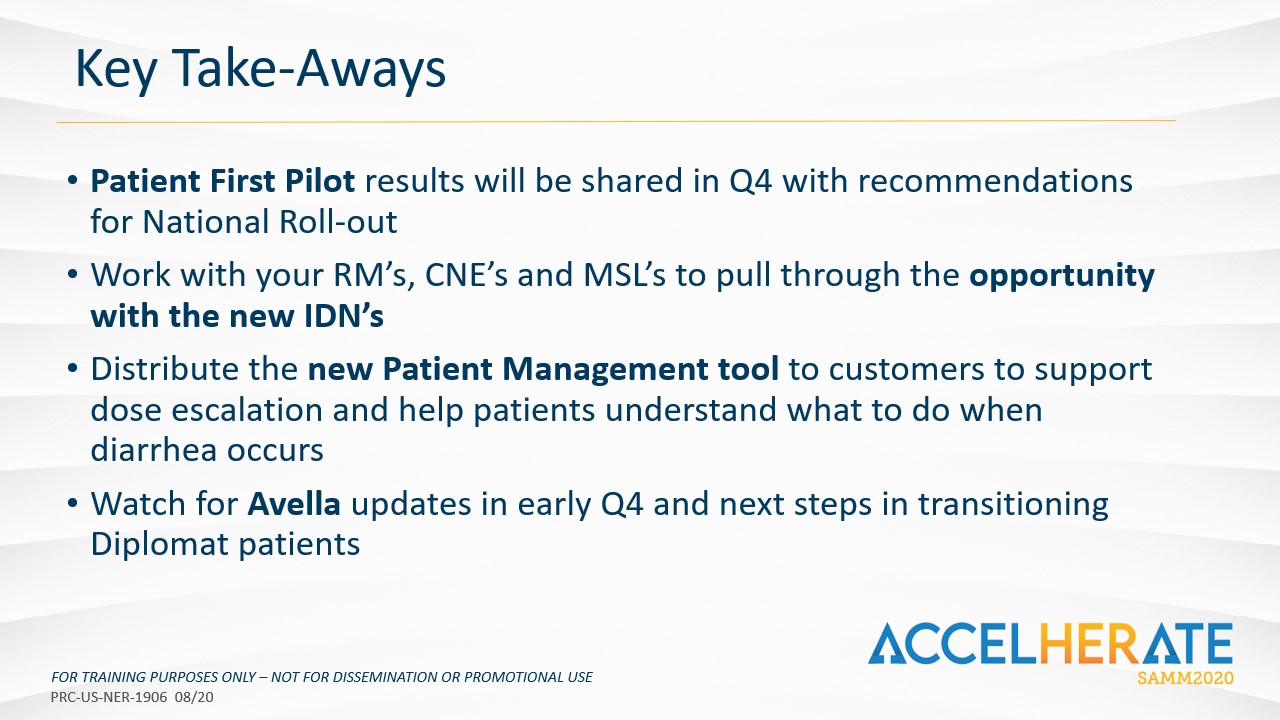 Key Take-Aways
• Patient First Pilot results will be shared in Q4 with recommendations
for National Roll-out
• Work with your RM’s, CNE’s and MSL’s to pull through the opportunity
with the new IDN’s
• Distribute the new Patient Management tool to customers to support
dose escalation and help patients understand what to do when
diarrhea occurs
• Watch for Avella updates in early Q4 and next steps in transitioning
Diplomat patients
ACCELHERATE
SAMM2020
FOR TRAINING PURPOSES ONLY – NOT FOR DISSEMINATION OR PROMOTIONAL USE
PRC-US-NER-1906 08/20